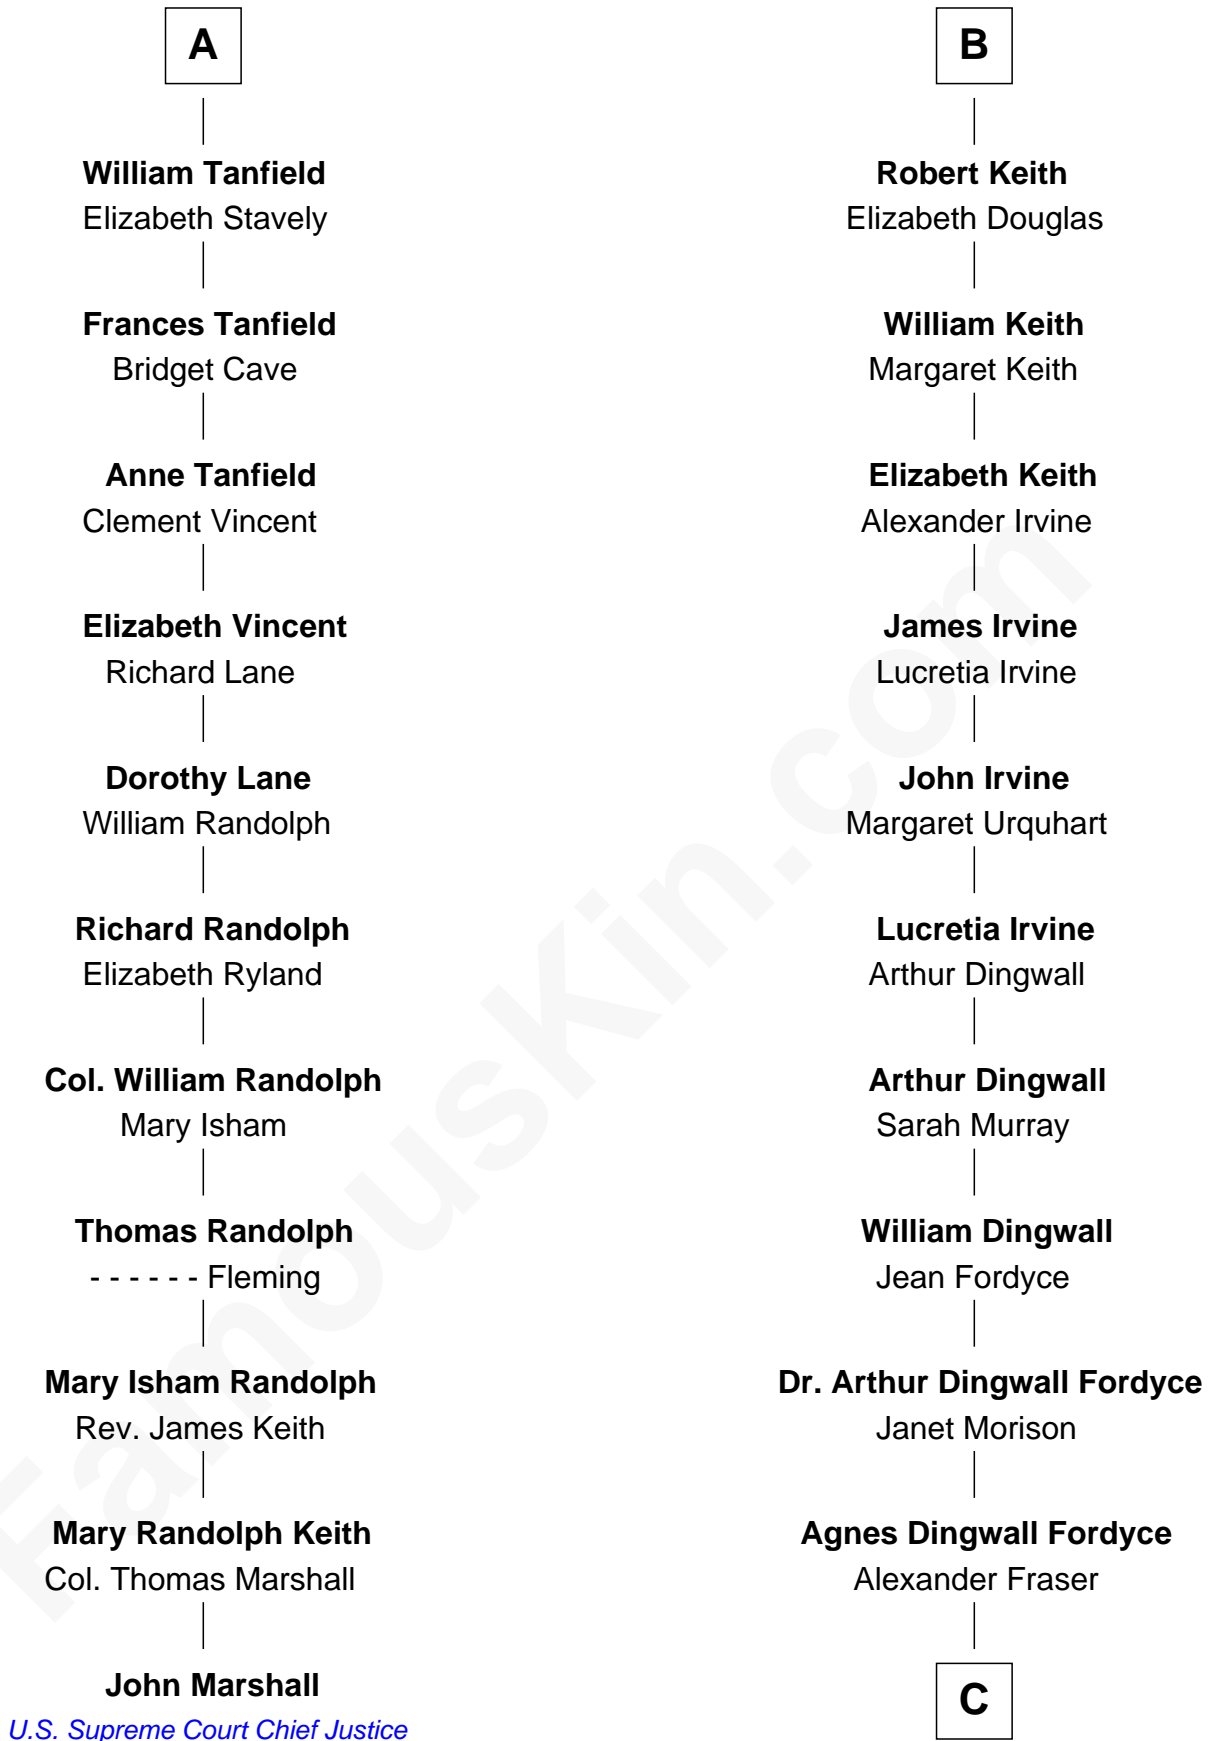 A
William Tanfield
Elizabeth Stavely
Frances Tanfield
Bridget Cave
Anne Tanfield
Clement Vincent
Elizabeth Vincent
Richard Lane
Dorothy Lane
William Randolph
Richard Randolph
Elizabeth Ryland
Col. William Randolph
Mary Isham
Thomas Randolph
- - - - - - Fleming
Mary Isham Randolph
Rev. James Keith
Mary Randolph Keith
Col. Thomas Marshall
John Marshall
U.S. Supreme Court Chief Justice
B
Robert Keith
Elizabeth Douglas
William Keith
Margaret Keith
Elizabeth Keith
Alexander Irvine
James Irvine
Lucretia Irvine
John Irvine
Margaret Urquhart
Lucretia Irvine
Arthur Dingwall
Arthur Dingwall
Sarah Murray
William Dingwall
Jean Fordyce
Dr. Arthur Dingwall Fordyce
Janet Morison
Agnes Dingwall Fordyce
Alexander Fraser
C
FamousKin.com